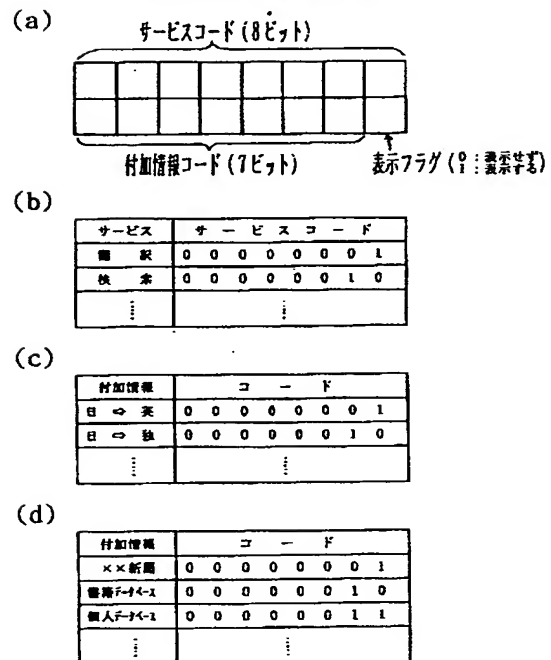 (a)
サービスコード(8ビット)
付加情報コード(7ビット)
表示フラグ(0:表示せず
1:表示する)
(b)
サービス サービスコード
翻訳 0 0 0 0 0 0 0 1
検索 0 0 0 0 0 0 1 0
(c)
付加情報 コード
日 ⇨ 英 0 0 0 0 0 0 0 1
日 ⇨ 独 0 0 0 0 0 0 1 0
(d)
付加情報 コード
××新聞 0 0 0 0 0 0 0 1
書籍データベース 0 0 0 0 0 0 1 0
個人データベース 0 0 0 0 0 0 1 1